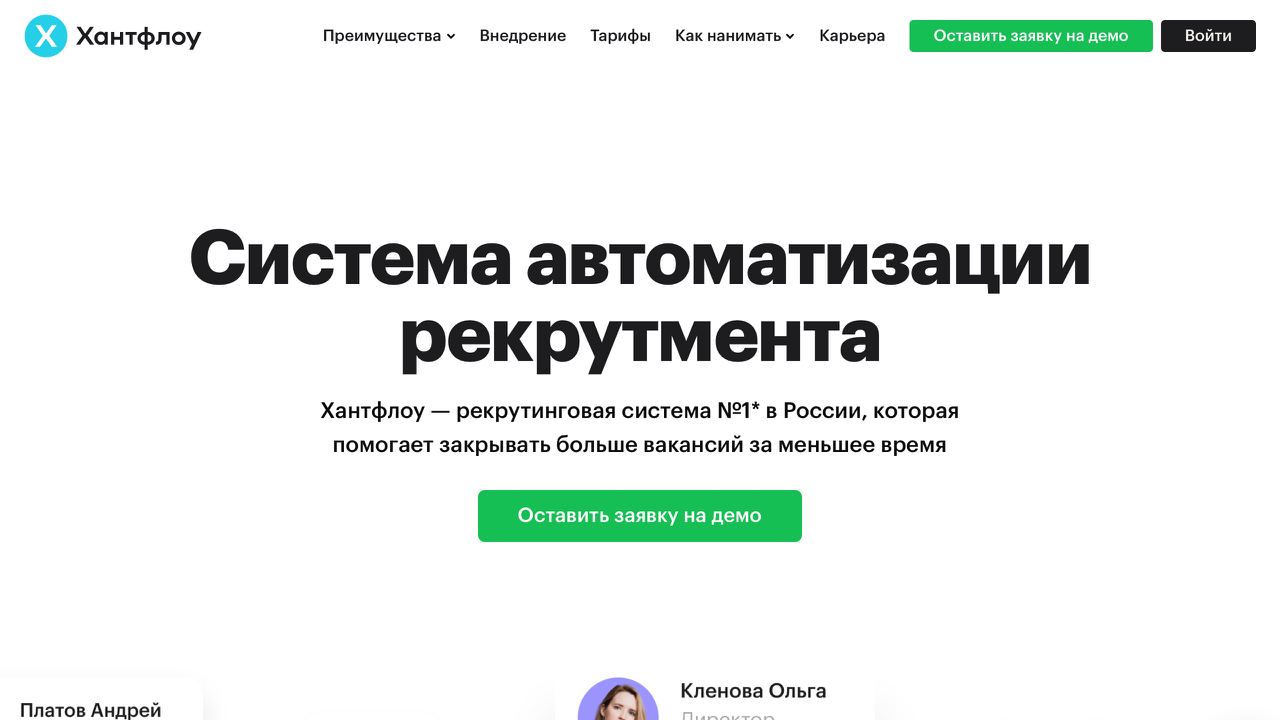 Хантфлоу
Преимущества
Внедрение
Тарифы
Как нанимать
Карьера
Оставить заявку на демо
Войти
Система автоматизации
рекрутмента
Хантфлоу — рекрутинговая система №1* в России, которая
помогает закрывать больше вакансий за меньшее время
Оставить заявку на демо
Платов Андрей
Кленова Ольга
Директор